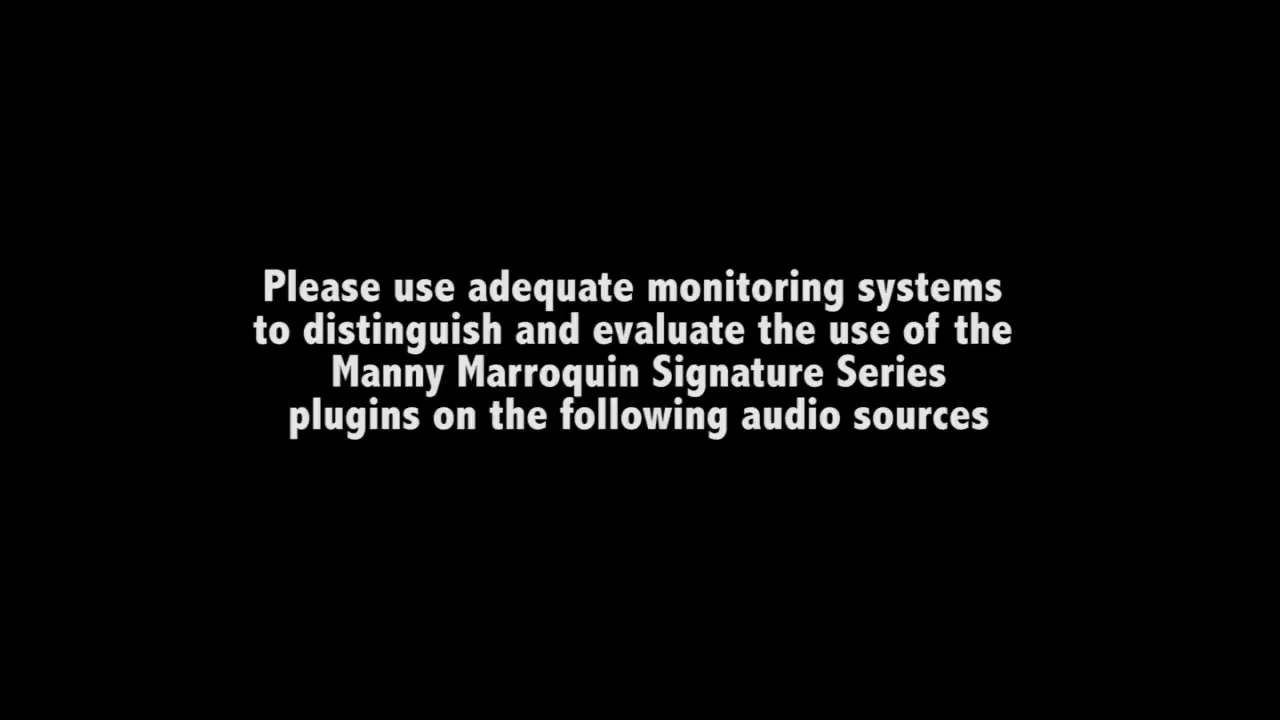 Please use adequate monitoring systems
to distinguish and evaluate the use of the
Manny Marroquin Signature Series
plugins on the following audio sources